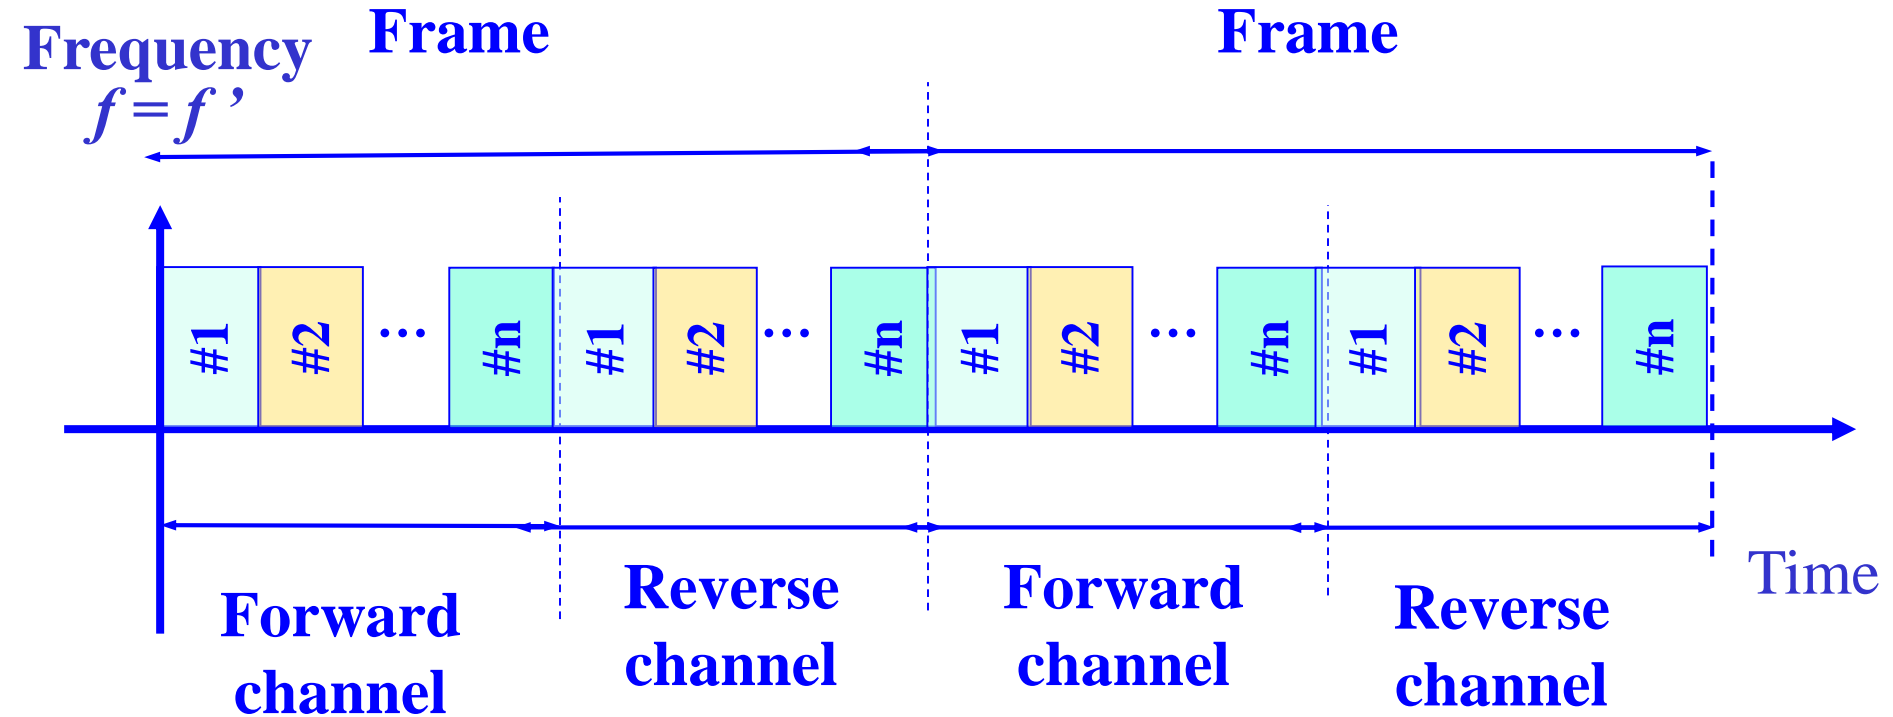 Frame
Frame
Frequency
f = f ’
#1 #2 … #n #1 #2 … #n #1 #2 … #n #1 #2 … #n
Time
Forward
channel
Reverse
channel
Forward
channel
Reverse
channel